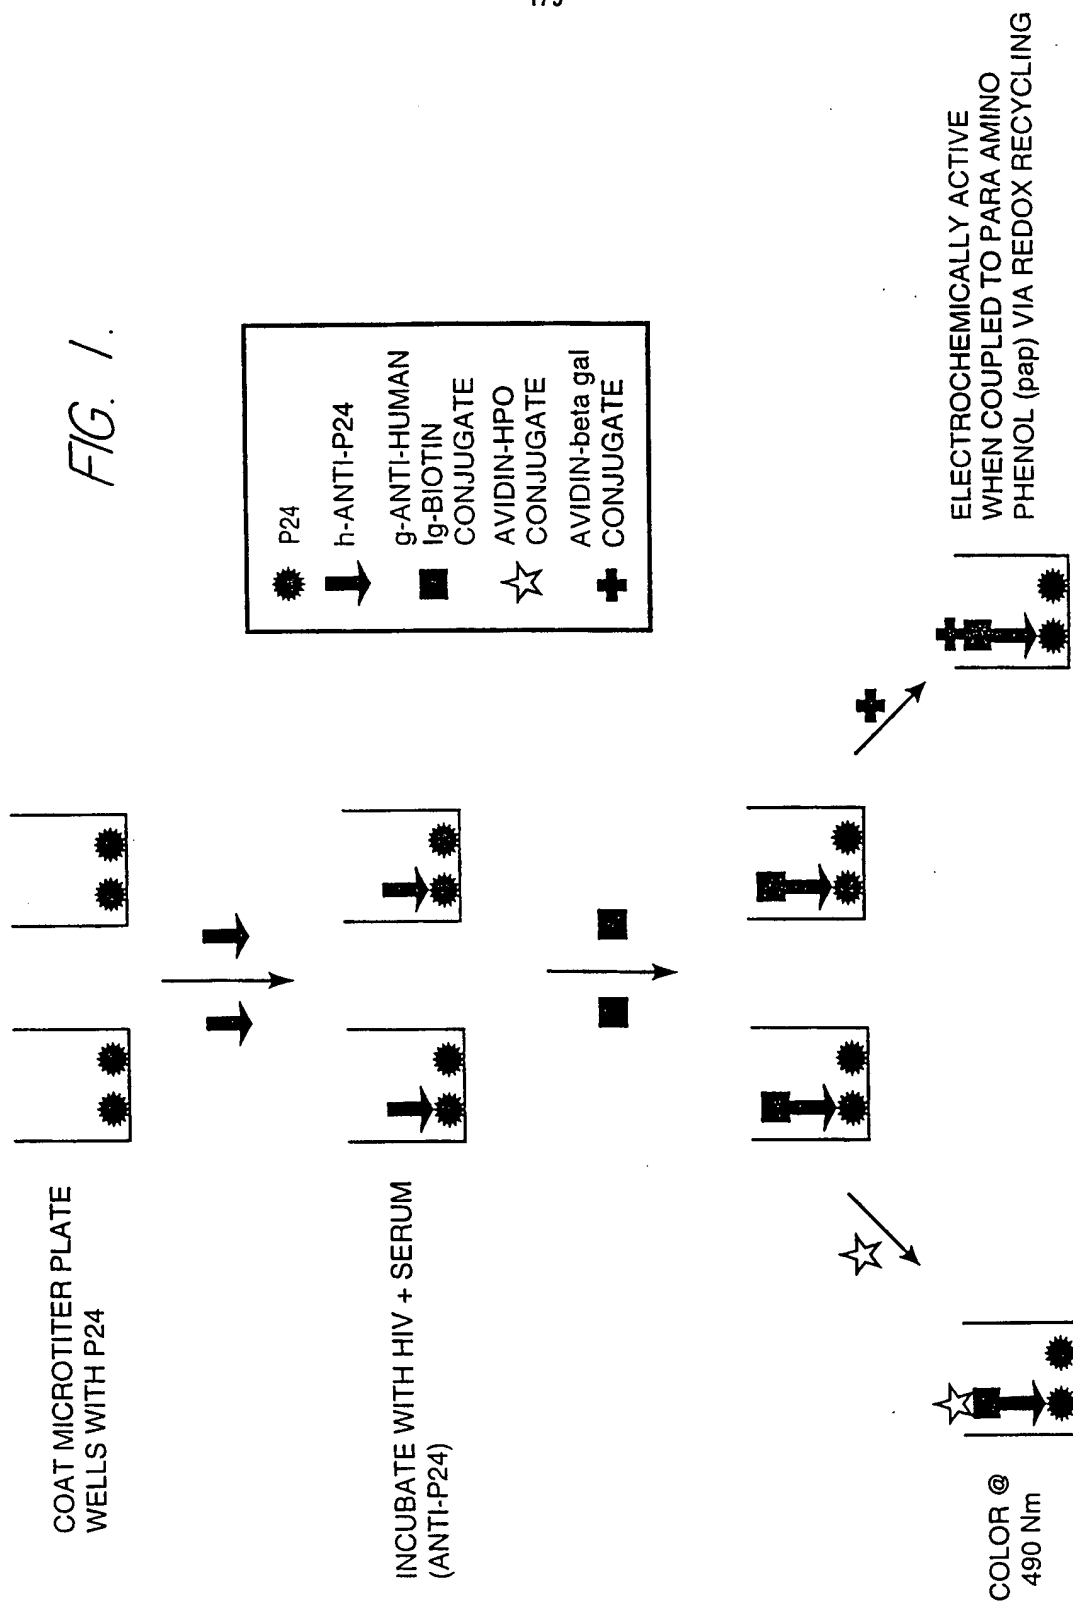 179
FIG. 1.
COAT MICROTITER PLATE
WELLS WITH P24
INCUBATE WITH HIV + SERUM
(ANTI-P24)
P24
h-ANTI-P24
g-ANTI-HUMAN
Ig-BIOTIN
CONJUGATE
AVIDIN-HPO
CONJUGATE
AVIDIN-beta gal
CONJUGATE
COLOR @
490 Nm
ELECTROCHEMICALLY ACTIVE
WHEN COUPLED TO PARA AMINO
PHENOL (pap) VIA REDOX RECYCLING